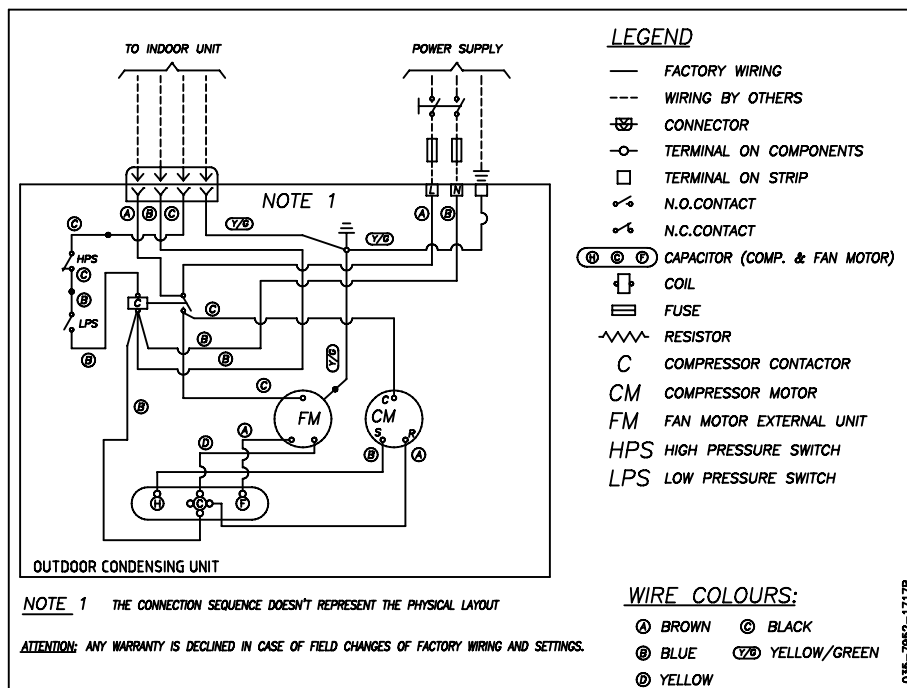 TO INDOOR UNIT
POWER SUPPLY
NOTE 1
L N
A B C
Y/G
Y/G
A B
C
HPS
C
B
LPS
B
C
C
B
B
Y/G
B
C
FM
C
CM
S R
A
D
B
A
H C F
OUTDOOR CONDENSING UNIT
NOTE 1 THE CONNECTION SEQUENCE DOESN'T REPRESENT THE PHYSICAL LAYOUT
ATTENTION: ANY WARRANTY IS DECLINED IN CASE OF FIELD CHANGES OF FACTORY WIRING AND SETTINGS.
LEGEND
FACTORY WIRING
WIRING BY OTHERS
CONNECTOR
TERMINAL ON COMPONENTS
TERMINAL ON STRIP
N.O.CONTACT
N.C.CONTACT
H C F CAPACITOR (COMP. & FAN MOTOR)
COIL
FUSE
RESISTOR
C COMPRESSOR CONTACTOR
CM COMPRESSOR MOTOR
FM FAN MOTOR EXTERNAL UNIT
HPS HIGH PRESSURE SWITCH
LPS LOW PRESSURE SWITCH
WIRE COLOURS:
A BROWN C BLACK
B BLUE Y/G YELLOW/GREEN
D YELLOW